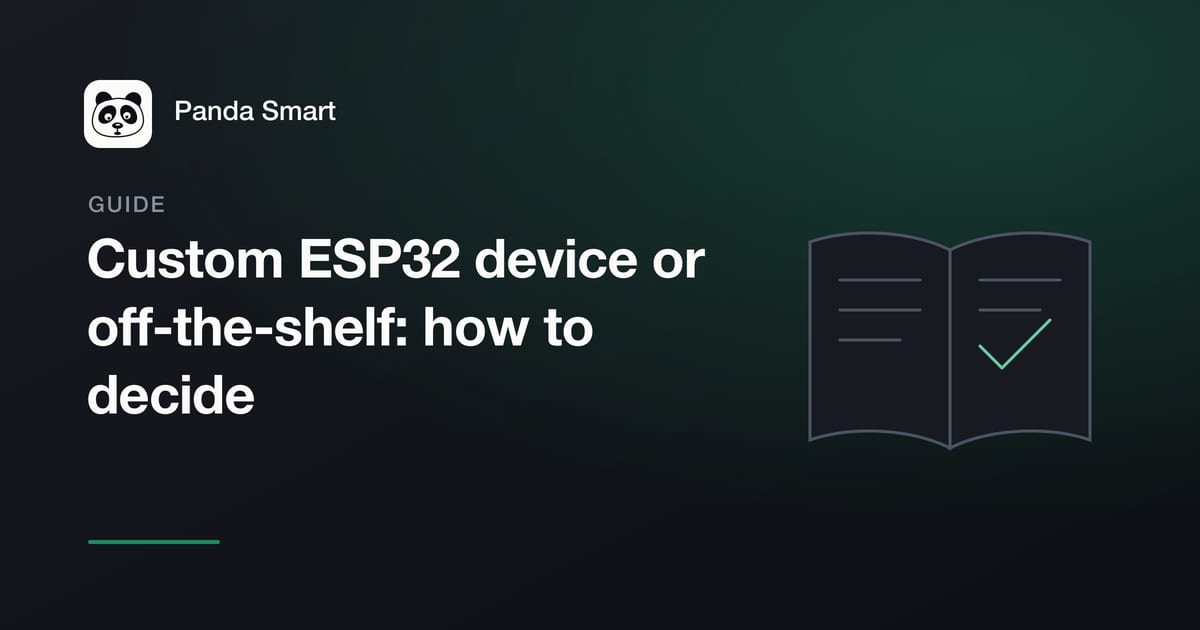 Panda Smart
GUIDE
Custom ESP32 device or
off-the-shelf: how to
decide